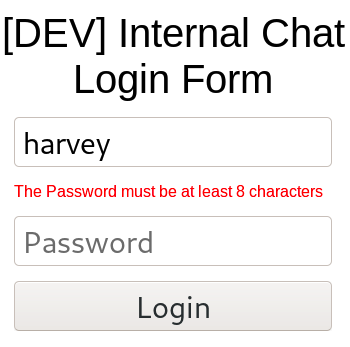 [DEV] Internal Chat
Login Form
harvey
The Password must be at least 8 characters
Password
Login